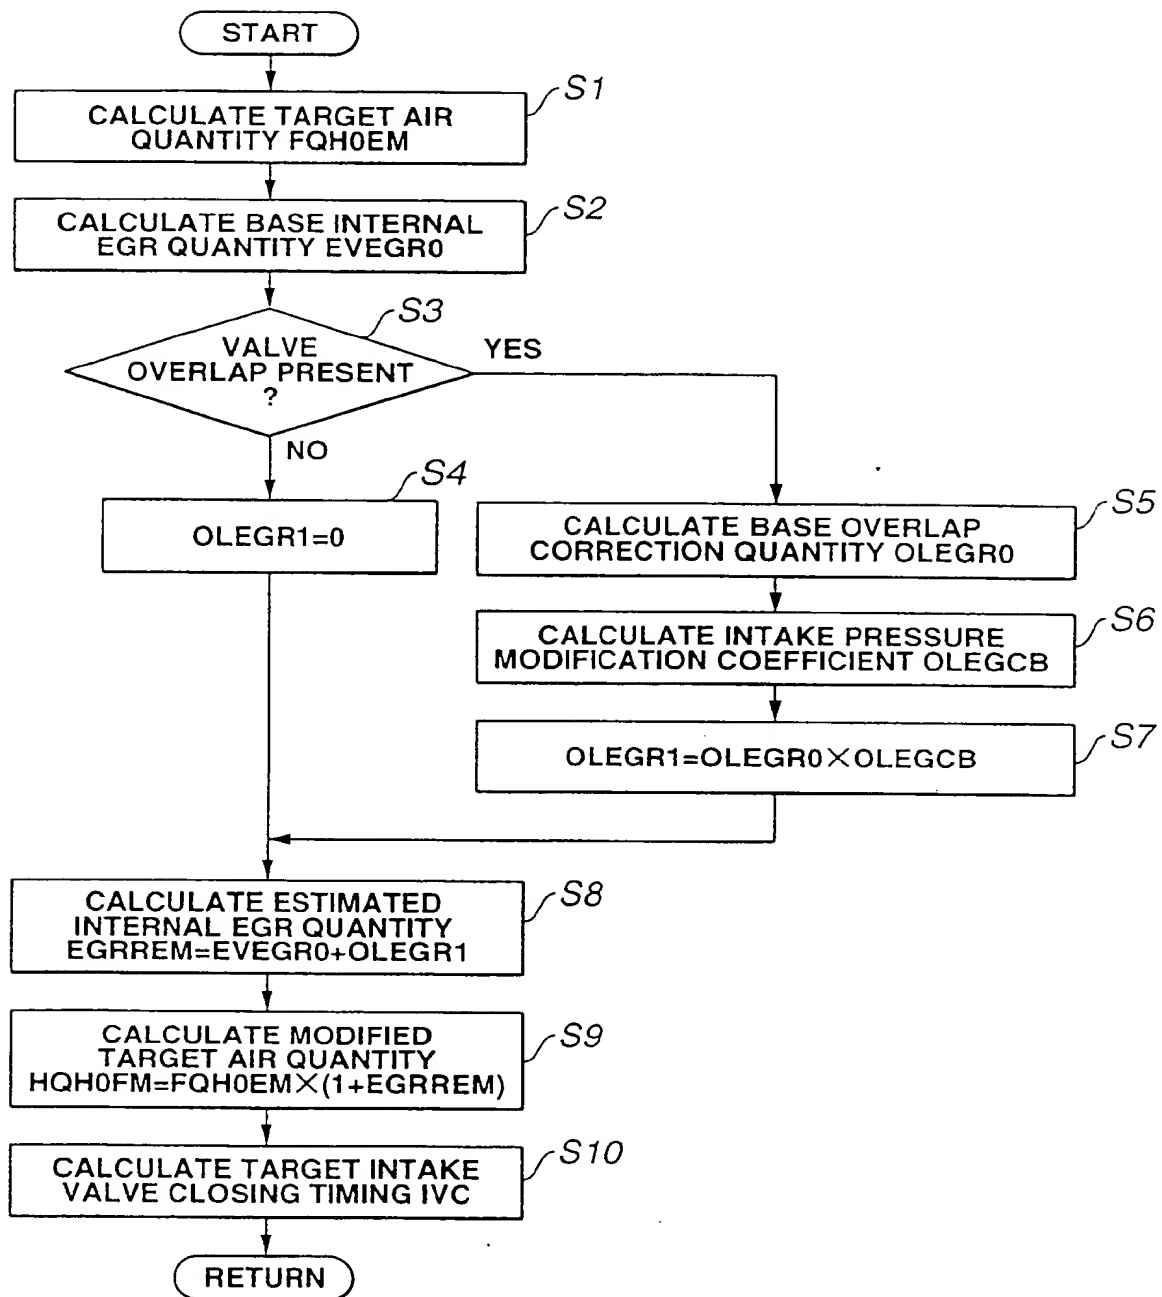 START
S1
CALCULATE TARGET AIR
QUANTITY FQH0EM
S2
CALCULATE BASE INTERNAL
EGR QUANTITY EVEGR0
S3
VALVE
OVERLAP PRESENT
?
YES
NO
S4
OLEGR1=0
S5
CALCULATE BASE OVERLAP
CORRECTION QUANTITY OLEGR0
S6
CALCULATE INTAKE PRESSURE
MODIFICATION COEFFICIENT OLEGCB
S7
OLEGR1=OLEGR0×OLEGCB
S8
CALCULATE ESTIMATED
INTERNAL EGR QUANTITY
EGRREM=EVEGR0+OLEGR1
S9
CALCULATE MODIFIED
TARGET AIR QUANTITY
HQH0FM=FQH0EM×(1+EGRREM)
S10
CALCULATE TARGET INTAKE
VALVE CLOSING TIMING IVC
RETURN